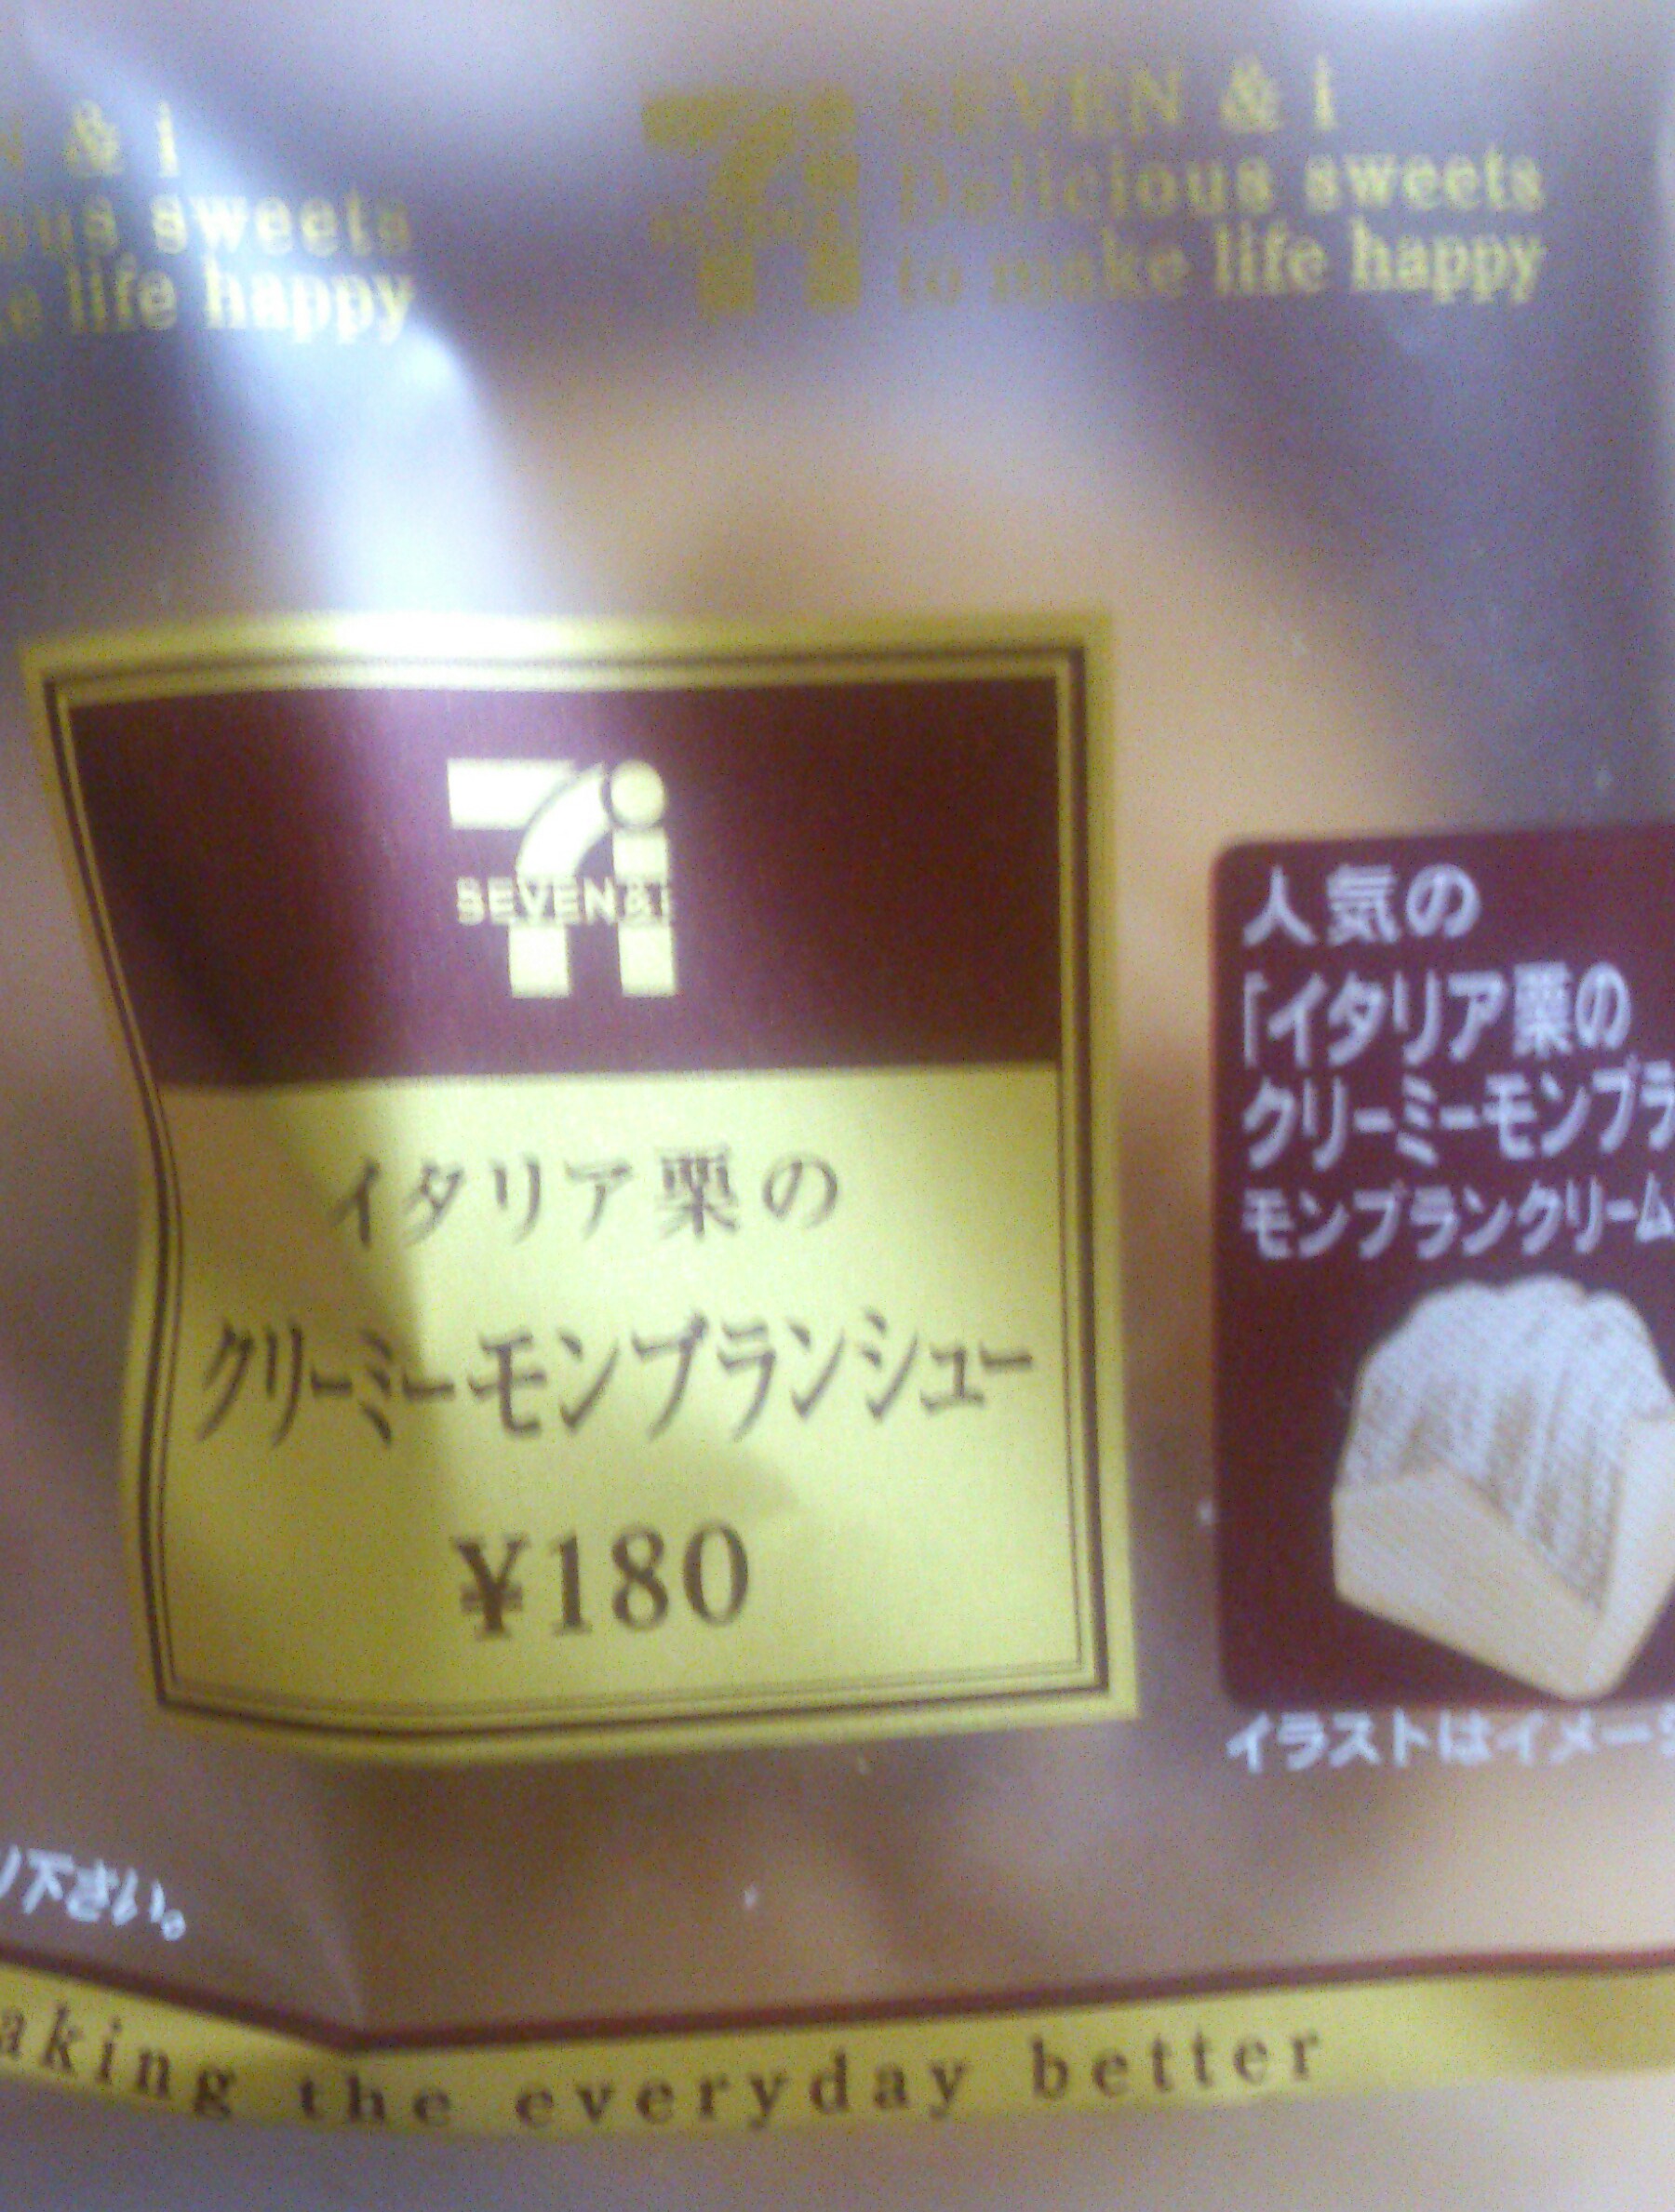 & i
sweets
life happy
SEVEN & i
Delicious sweets
to make life happy
SEVEN&i
イタリア栗の
クリーミーモンブランシュー
¥180
人気の
「イタリア栗の
クリーミーモンブラ
モンブランクリーム
イラストはイメー
下さい。
aking the everyday better